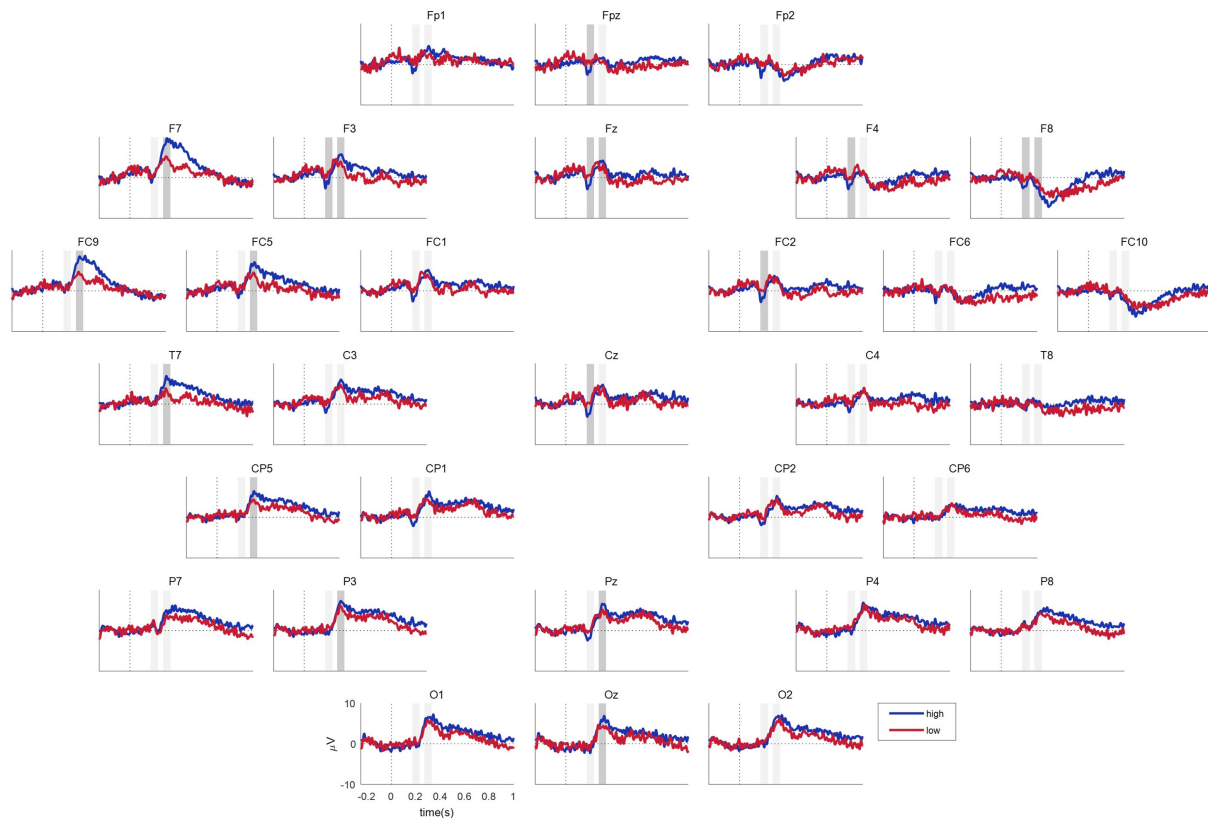 Fp1 Fpz Fp2
F7 F3 Fz F4 F8
FC9 FC5 FC1 FC2 FC6 FC10
T7 C3 Cz C4 T8
CP5 CP1 CP2 CP6
P7 P3 Pz P4 P8
O1 Oz O2
10
0
-10
μV
-0.2 0 0.2 0.4 0.6 0.8 1
time(s)
high
low